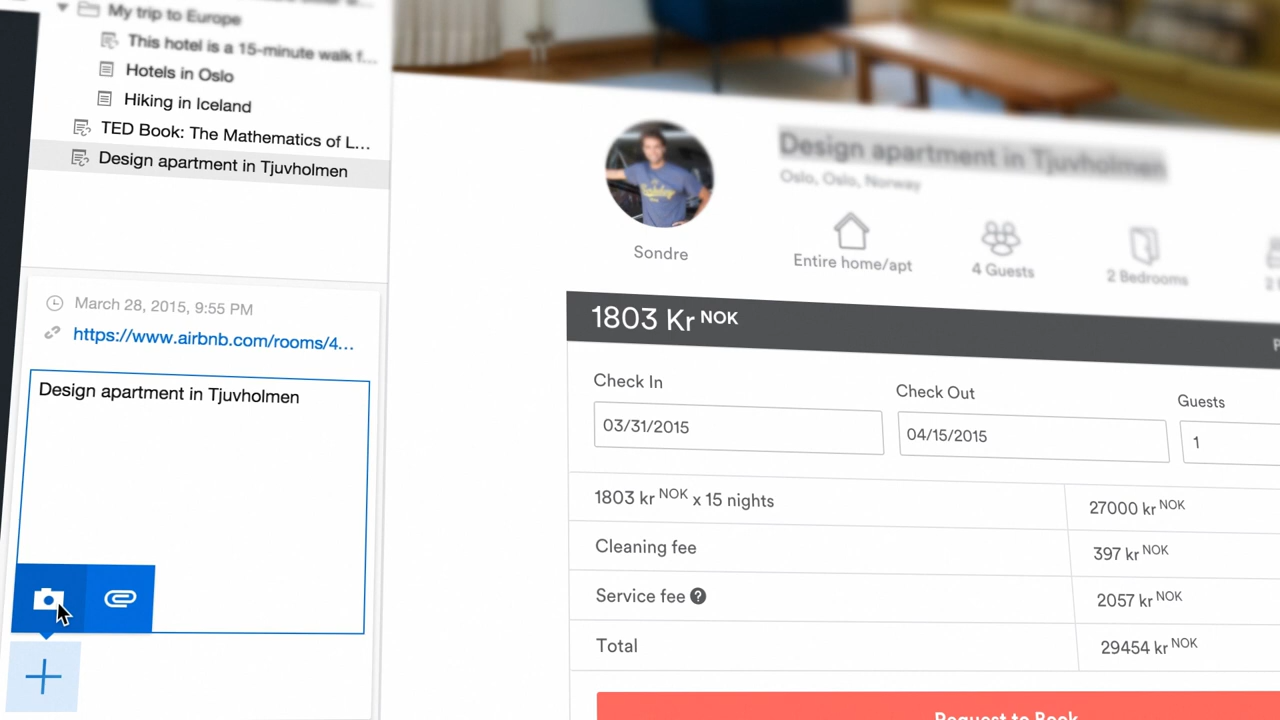 My trip to Europe
This hotel is a 15-minute walk f...
Hotels in Oslo
Hiking in Iceland
TED Book: The Mathematics of L...
Design apartment in Tjuvholmen
March 28, 2015, 9:55 PM
https://www.airbnb.com/rooms/4...
Design apartment in Tjuvholmen
Design apartment in Tjuvholmen
Oslo, Oslo, Norway
Sondre
Entire home/apt
4 Guests
2 Bedrooms
1803 Kr NOK
Check In
Check Out
Guests
03/31/2015
04/15/2015
1
1803 kr NOK x 15 nights
27000 kr NOK
Cleaning fee
397 kr NOK
Service fee ?
2057 kr NOK
Total
29454 kr NOK
Request to Book